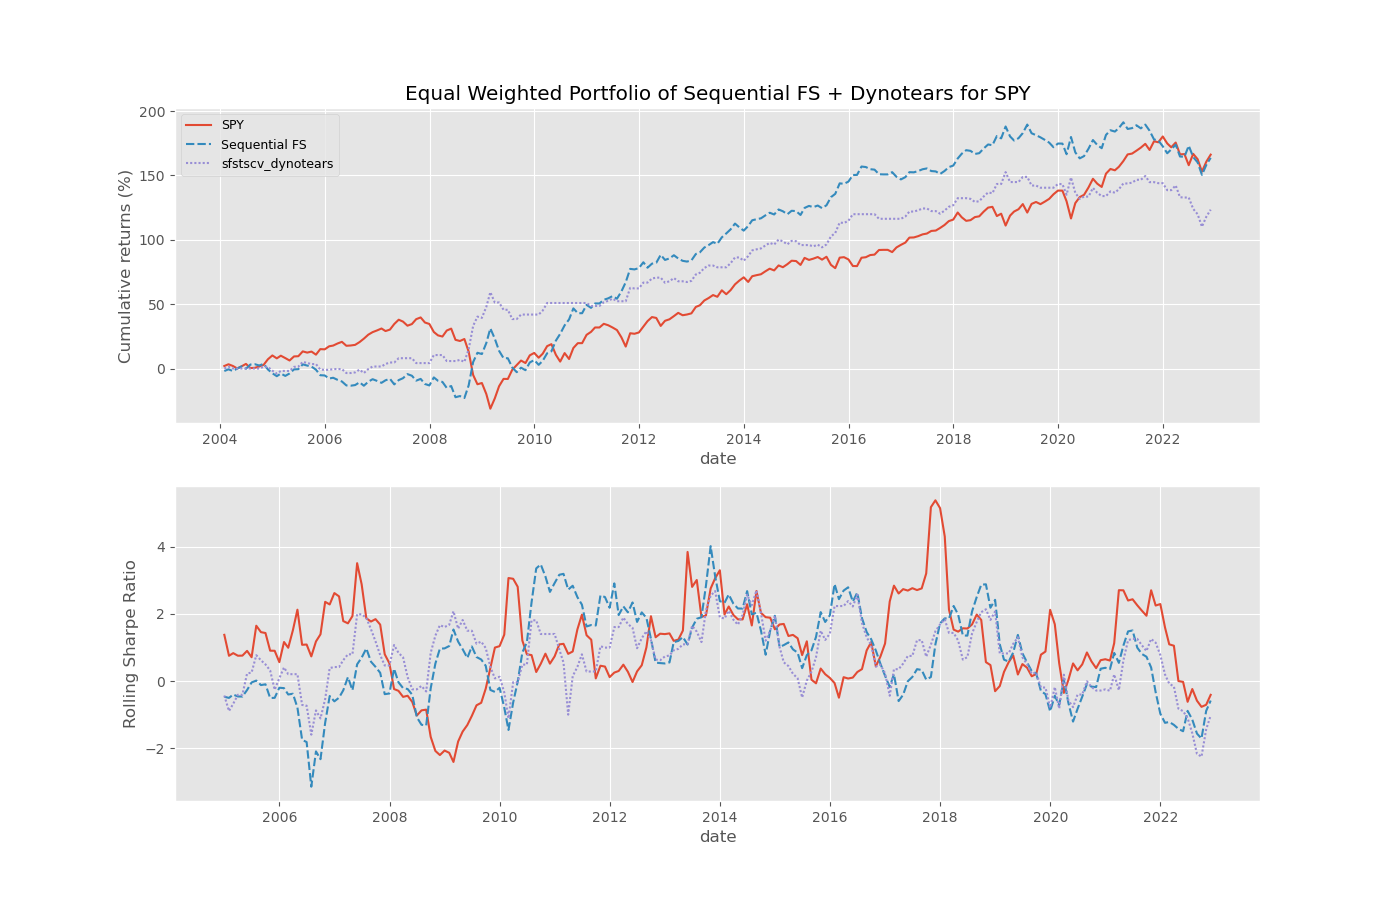 Equal Weighted Portfolio of Sequential FS + Dynotears for SPY
200
150
100
50
0
Cumulative returns (%)
SPY
Sequential FS
sfstscv_dynotears
2004 2006 2008 2010 2012 2014 2016 2018 2020 2022
date
4
2
0
−2
Rolling Sharpe Ratio
2006 2008 2010 2012 2014 2016 2018 2020 2022
date